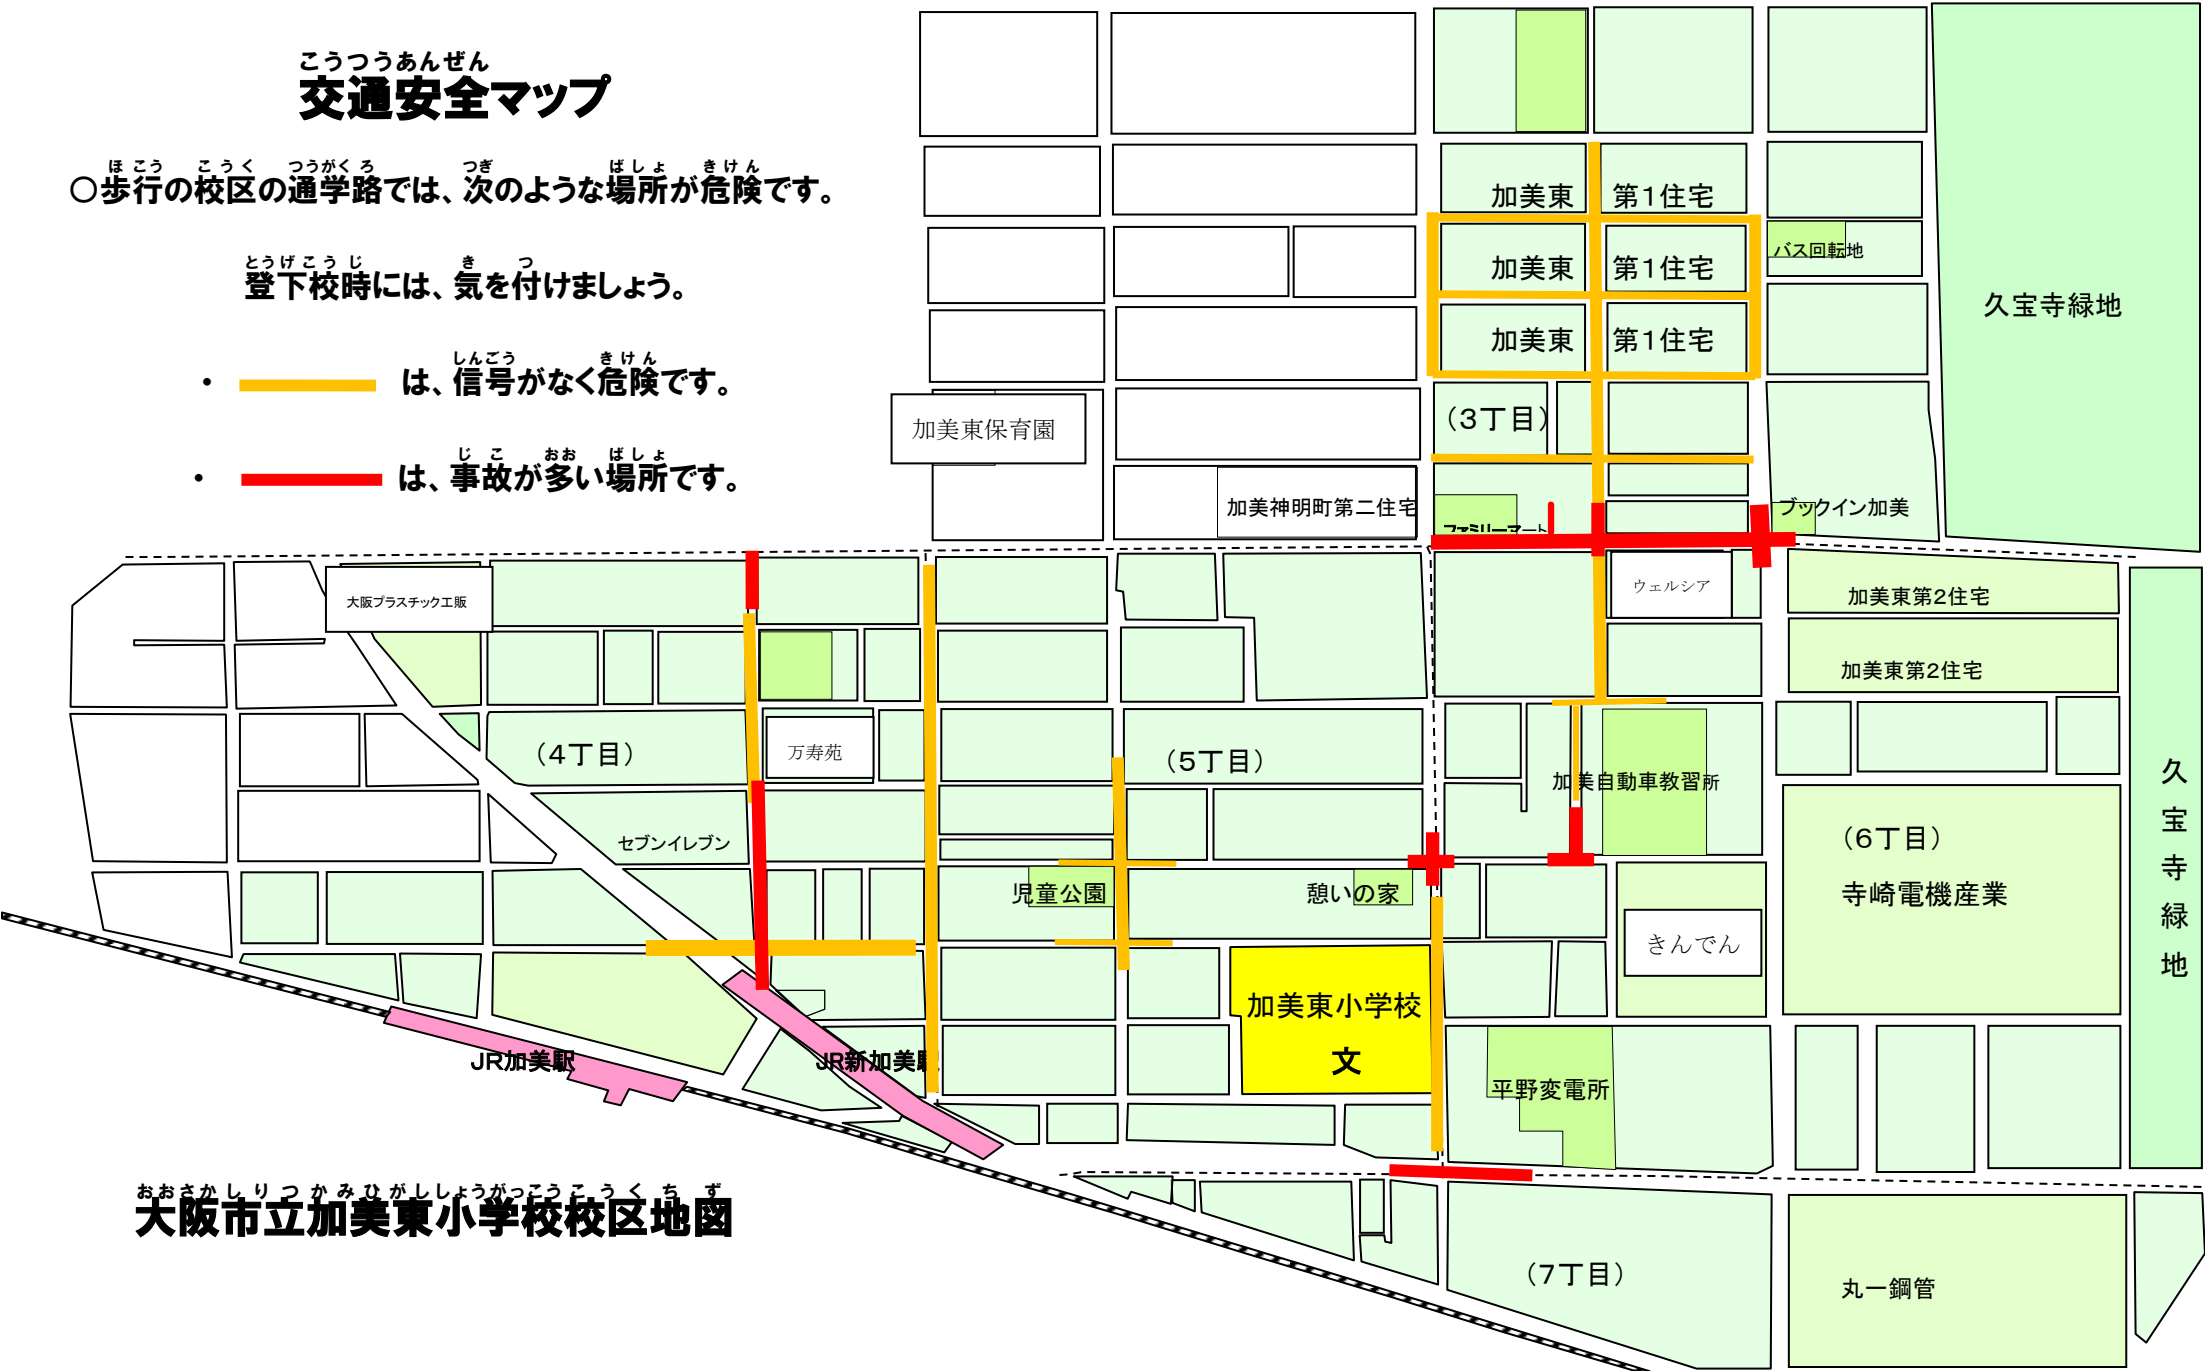 こうつうあんぜん
交通安全マップ
ほこう こうく つうがくろ つぎ ばしょ きけん
○歩行の校区の通学路では、次のような場所が危険です。
とうげこうじ き つ
登下校時には、気を付けましょう。
しんごう きけん
・ は、信号がなく危険です。
じこ おお ばしょ
・ は、事故が多い場所です。
加美東 第1住宅
加美東 第1住宅
バス回転地
久宝寺緑地
加美東 第1住宅
(3丁目)
加美東保育園
加美神明町第二住宅
ファミリーマート
ブックイン加美
大阪プラスチック工販
ウェルシア
加美東第2住宅
加美東第2住宅
(4丁目)
万寿苑
(5丁目)
加美自動車教習所
久宝寺緑地
セブンイレブン
(6丁目)
児童公園
憩いの家
寺崎電機産業
きんでん
加美東小学校
文
JR加美駅
JR新加美駅
平野変電所
おおさかしりつかみひがししょうがっこうこうくちず
大阪市立加美東小学校校区地図
(7丁目)
丸一鋼管